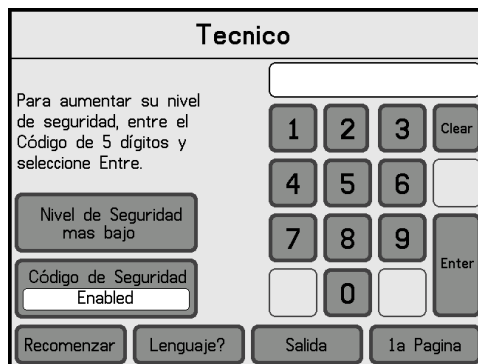 Tecnico
Para aumentar su nivel
de seguridad, entre el
Código de 5 dígitos y
seleccione Entre.
Nivel de Seguridad
mas bajo
Código de Seguridad
Enabled
1 2 3 Clear
4 5 6
7 8 9
0 Enter
Recomenzar Lenguaje? Salida 1a Pagina